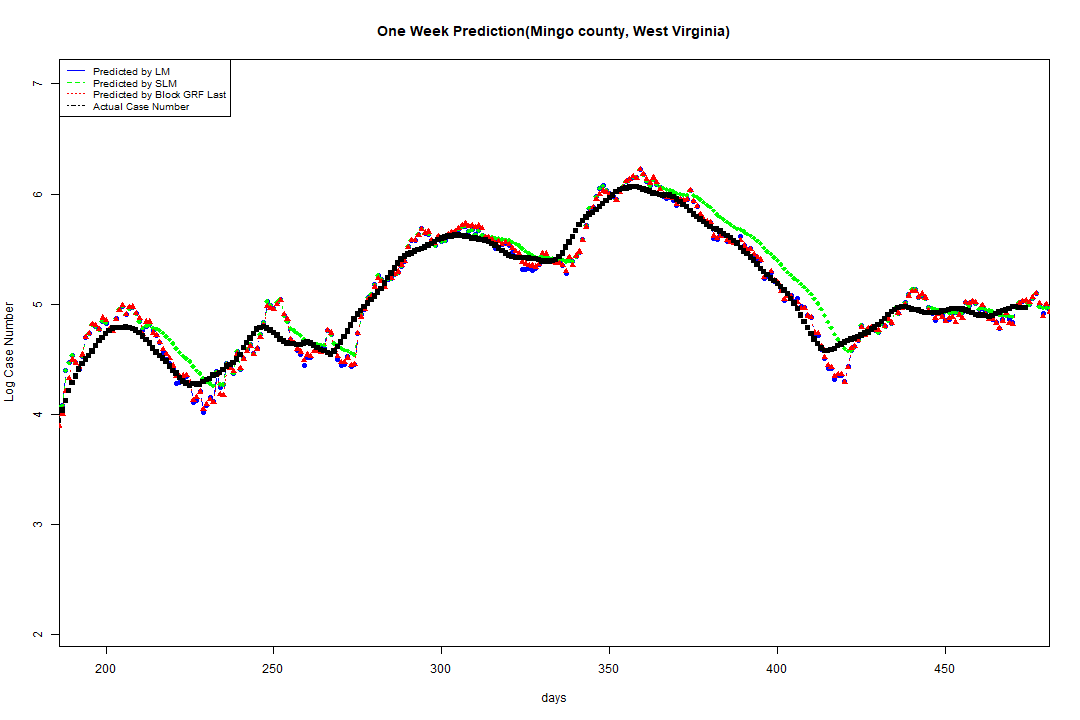 One Week Prediction(Mingo county, West Virginia)
Predicted by LM
Predicted by SLM
Predicted by Block GRF Last
Actual Case Number
7
6
5
4
3
2
Log Case Number
200 250 300 350 400 450
days